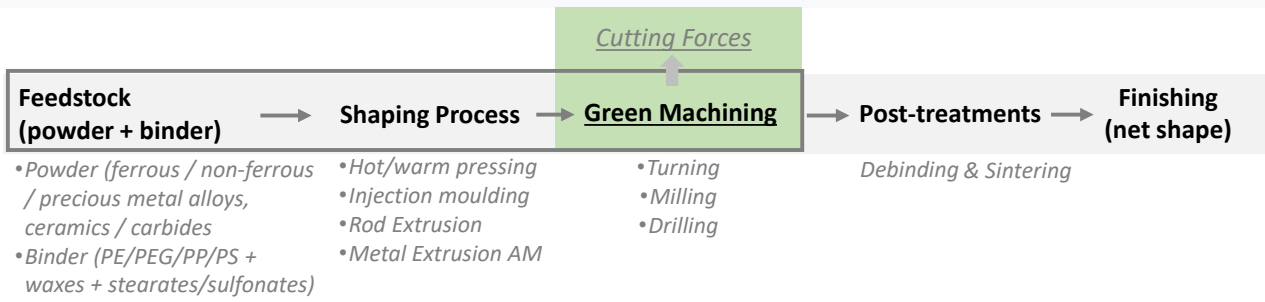 Cutting Forces
Feedstock
(powder + binder)
Shaping Process
Green Machining
Post-treatments
Finishing
(net shape)
•Powder (ferrous / non-ferrous
/ precious metal alloys,
ceramics / carbides
•Binder (PE/PEG/PP/PS +
waxes + stearates/sulfonates)
•Hot/warm pressing
•Injection moulding
•Rod Extrusion
•Metal Extrusion AM
•Turning
•Milling
•Drilling
Debinding & Sintering